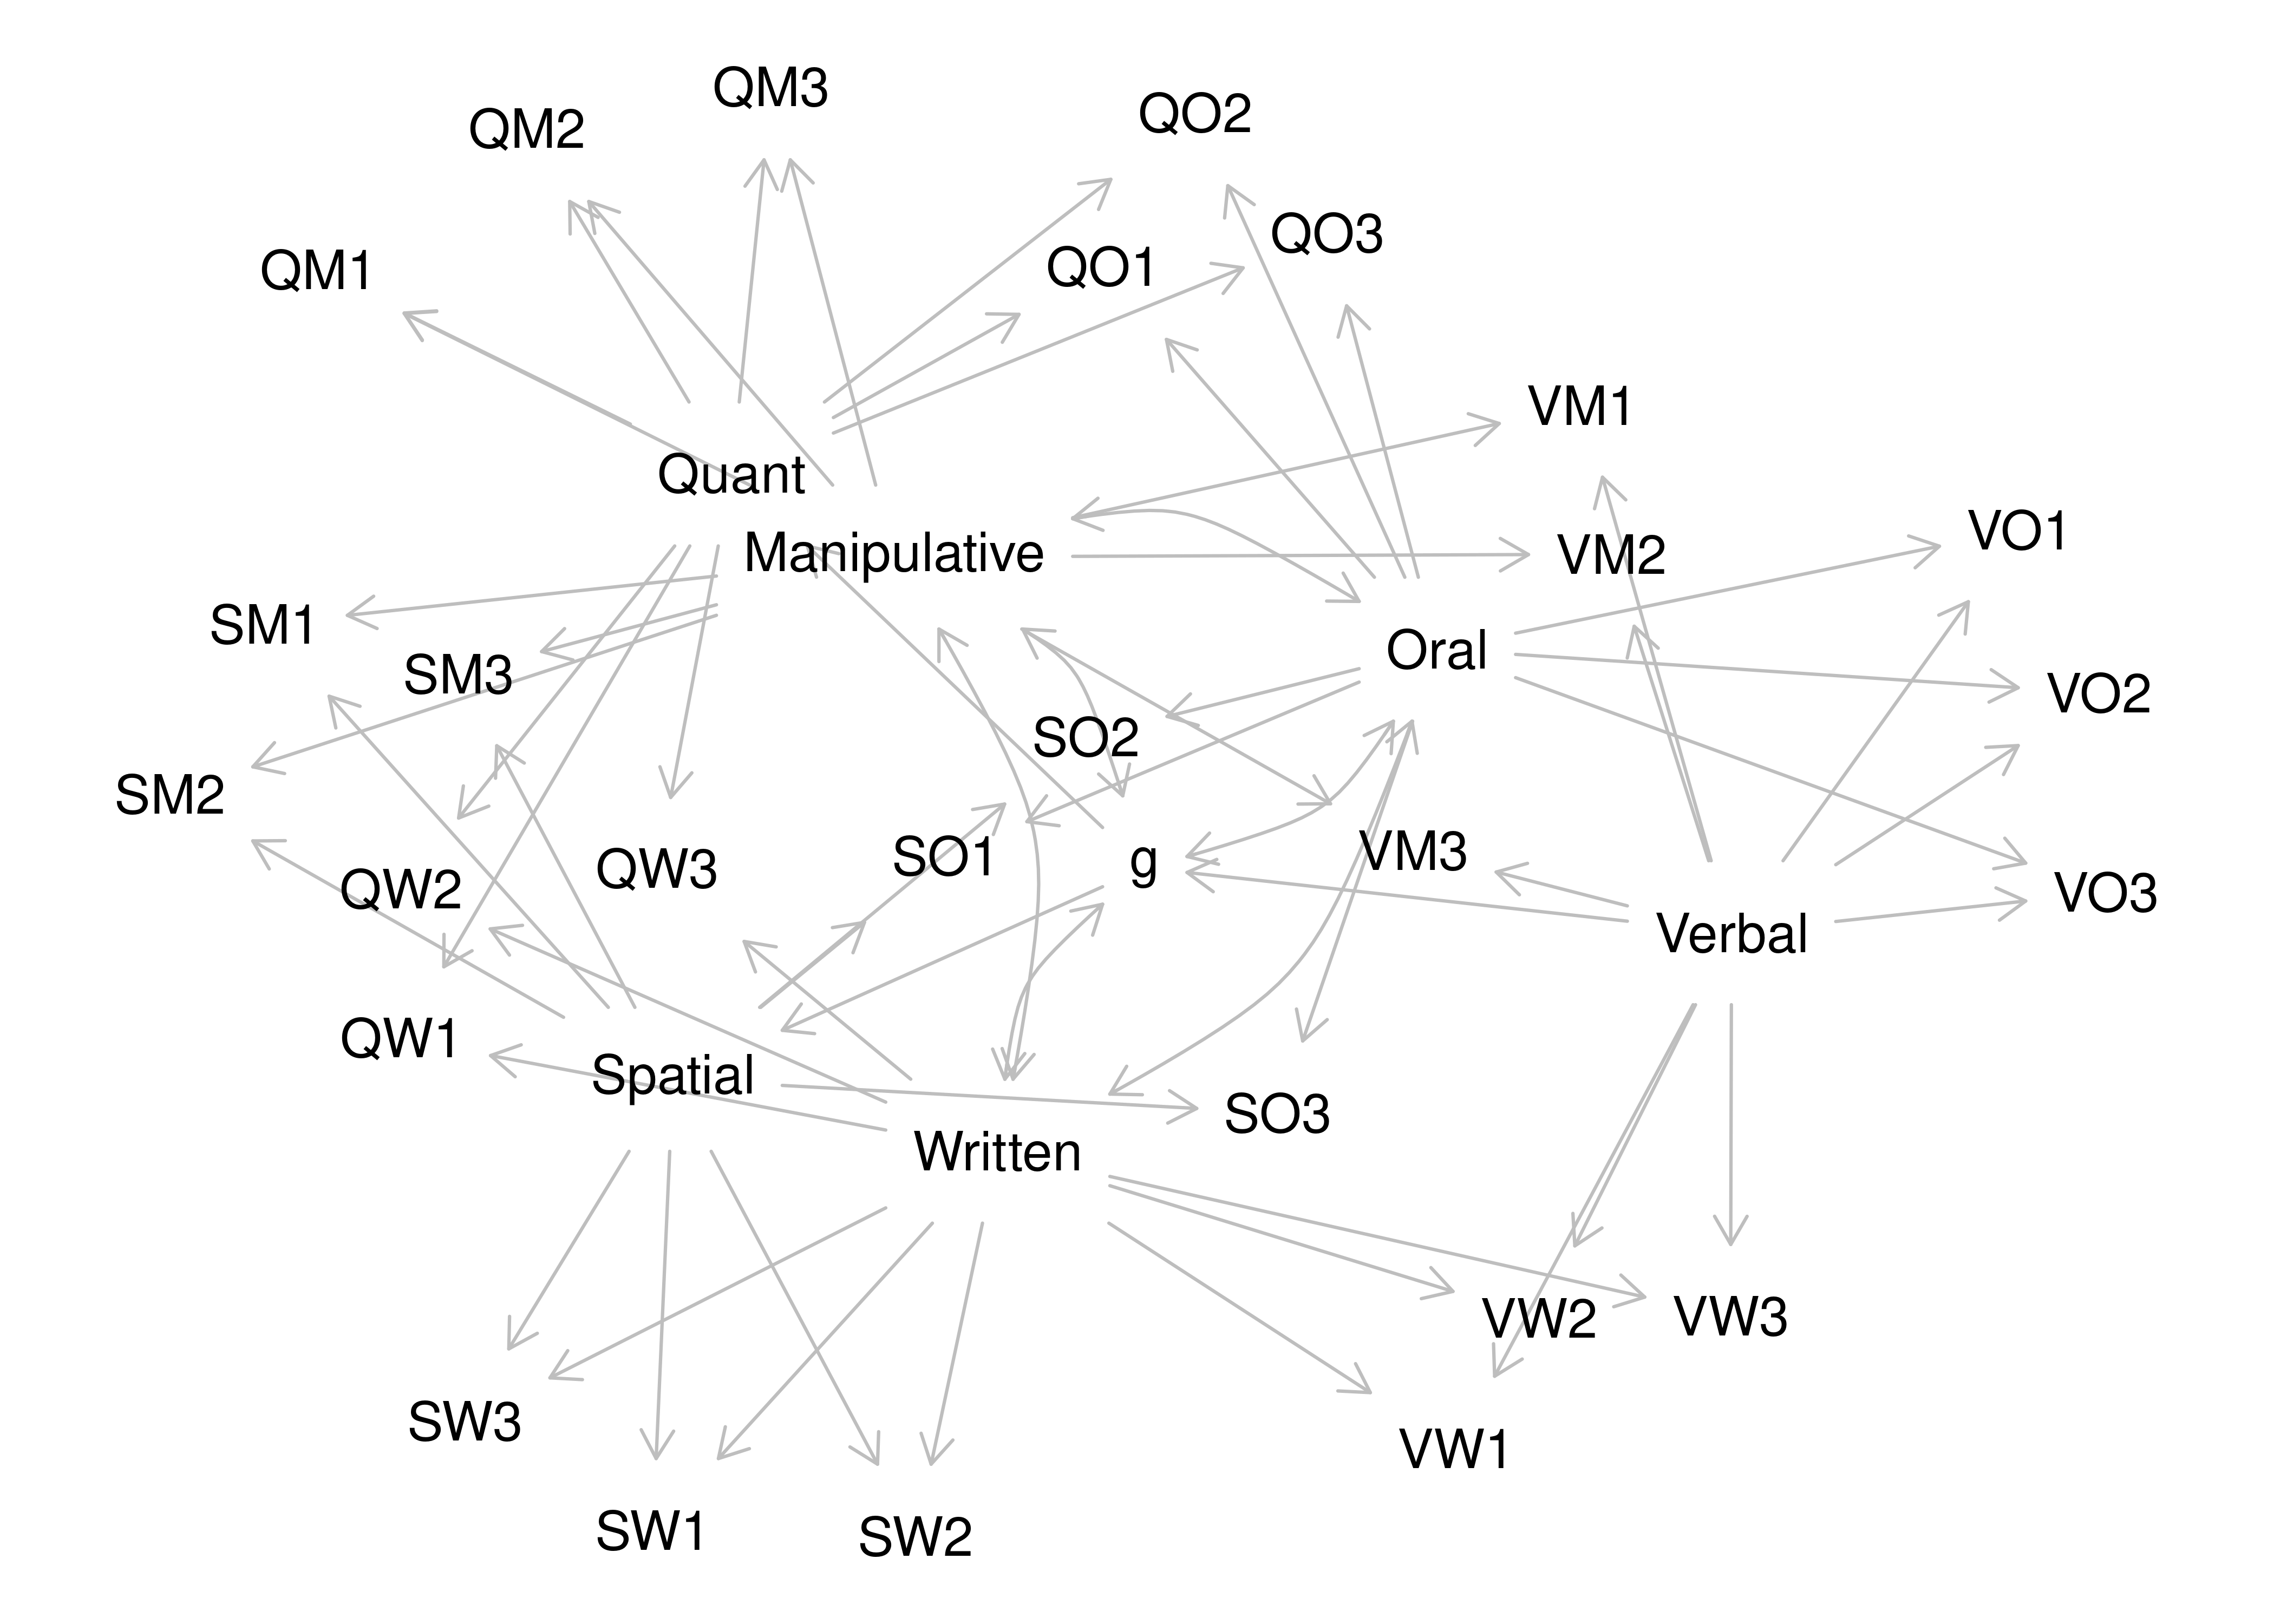 QM3
QO2
QM2
QO3
QO1
QM1
VM1
Quant
VO1
Manipulative
VM2
SM1
Oral
SM3
VO2
SO2
SM2
VM3
SO1
g
QW3
QW2
VO3
Verbal
QW1
Spatial
SO3
Written
VW3
VW2
SW3
VW1
SW1
SW2